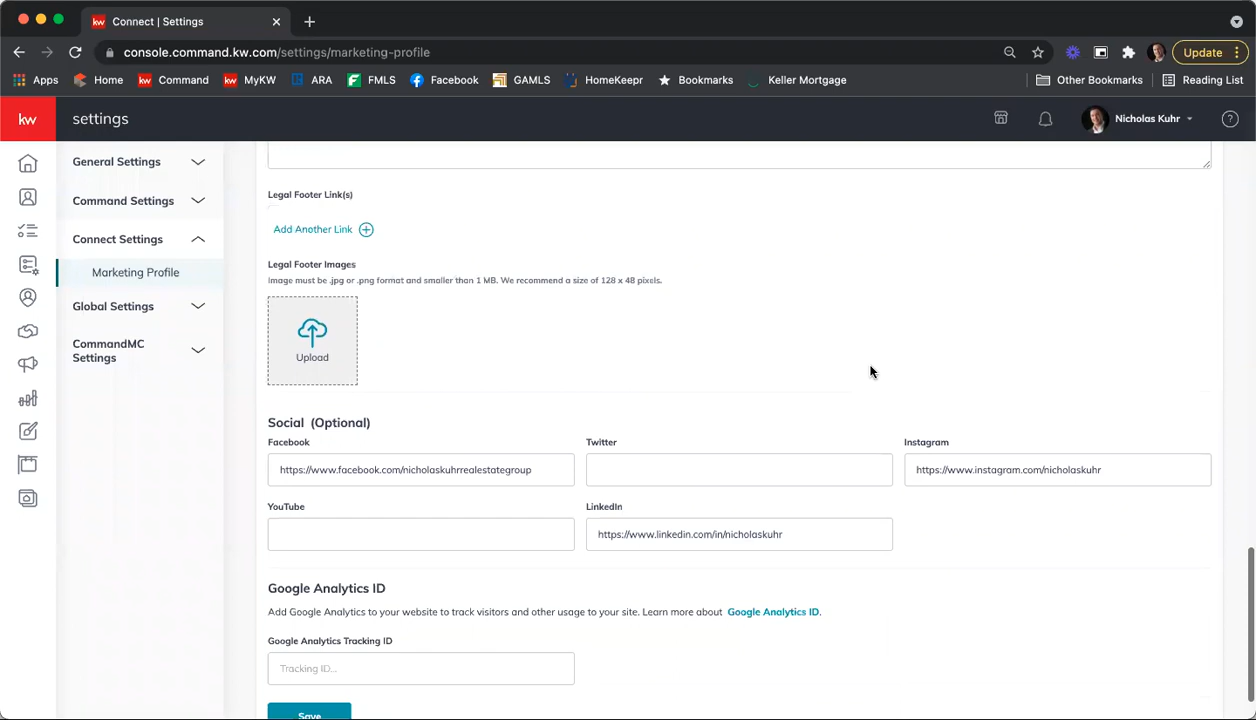 kw Connect | Settings
console.command.kw.com/settings/marketing-profile
Update
Apps Home kw Command kw MyKW ARA FMLS Facebook GAMLS HomeKeepr Bookmarks Keller Mortgage Other Bookmarks Reading List
kw settings Nicholas Kuhr ?
General Settings
Command Settings
Connect Settings
Marketing Profile
Global Settings
CommandMC
Settings
Legal Footer Link(s)
Add Another Link
Legal Footer Images
Image must be .jpg or .png format and smaller than 1 MB. We recommend a size of 128 x 48 pixels.
Upload
Social (Optional)
Facebook Twitter Instagram
https://www.facebook.com/nicholaskuhrrealestategroup https://www.instagram.com/nicholaskuhr
YouTube LinkedIn
https://www.linkedin.com/in/nicholaskuhr
Google Analytics ID
Add Google Analytics to your website to track visitors and other usage to your site. Learn more about Google Analytics ID.
Google Analytics Tracking ID
Tracking ID...
Save